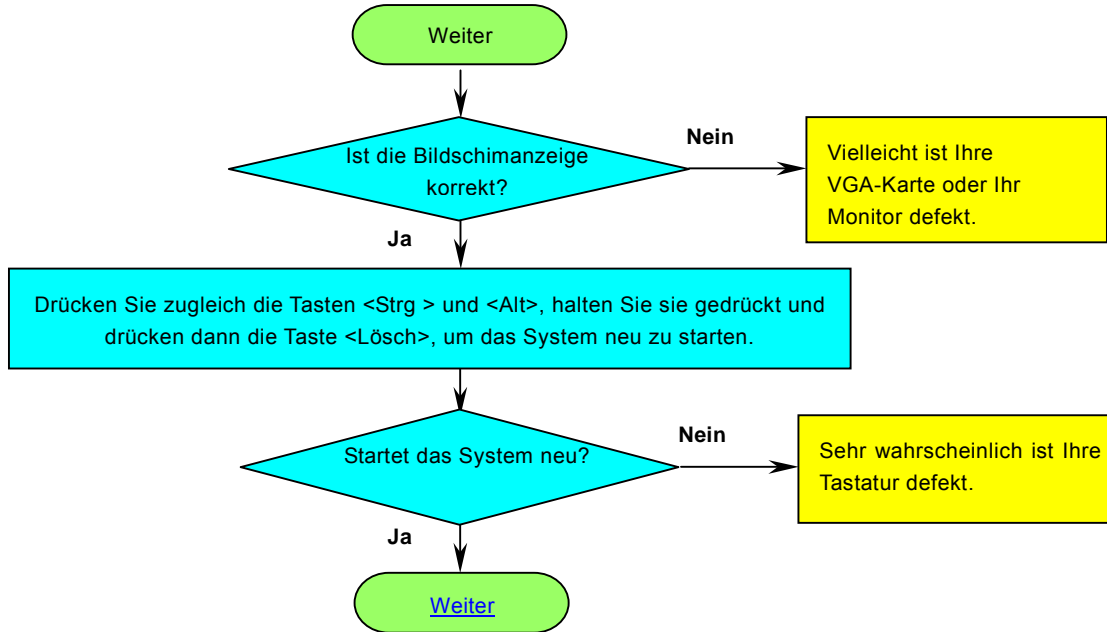 Weiter
Ist die Bildschimanzeige
korrekt?
Nein
Vielleicht ist Ihre
VGA-Karte oder Ihr
Monitor defekt.
Ja
Drücken Sie zugleich die Tasten <Strg > und <Alt>, halten Sie sie gedrückt und
drücken dann die Taste <Lösch>, um das System neu zu starten.
Startet das System neu?
Nein
Sehr wahrscheinlich ist Ihre
Tastatur defekt.
Ja
Weiter